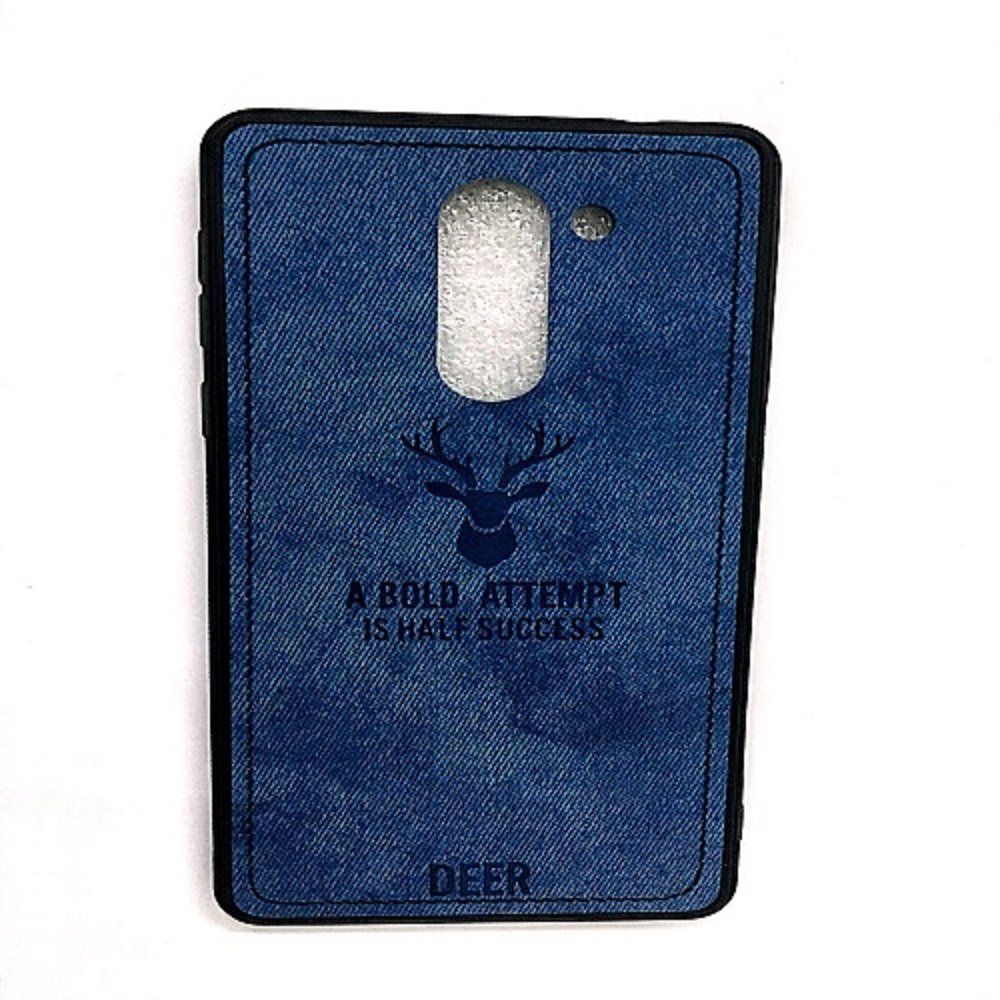 A BOLD ATTEMPT
IS HALF SUCCESS
DEER